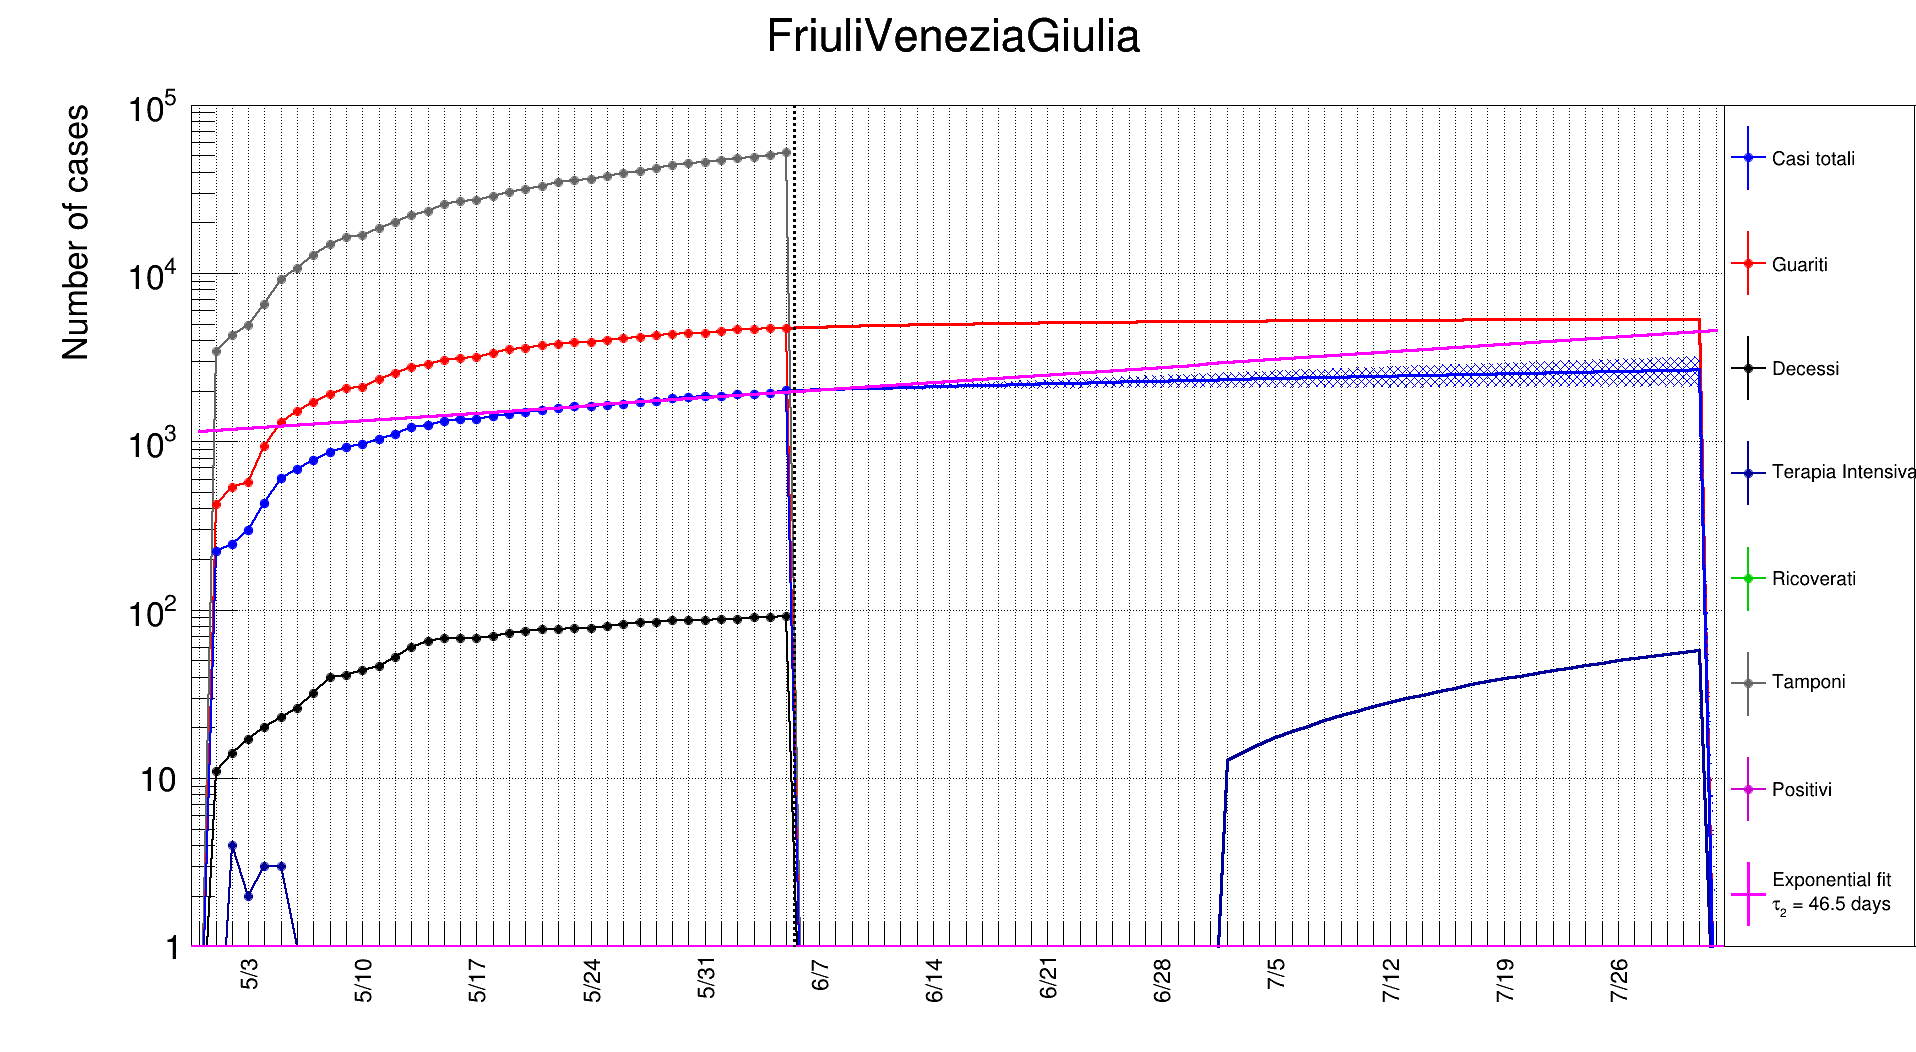 FriuliVeneziaGiulia
Number of cases
10^5
10^4
10^3
10^2
10
1
5/3
5/10
5/17
5/24
5/31
6/7
6/14
6/21
6/28
7/5
7/12
7/19
7/26
Casi totali
Guariti
Decessi
Terapia Intensiva
Ricoverati
Tamponi
Positivi
Exponential fit
τ₂ = 46.5 days